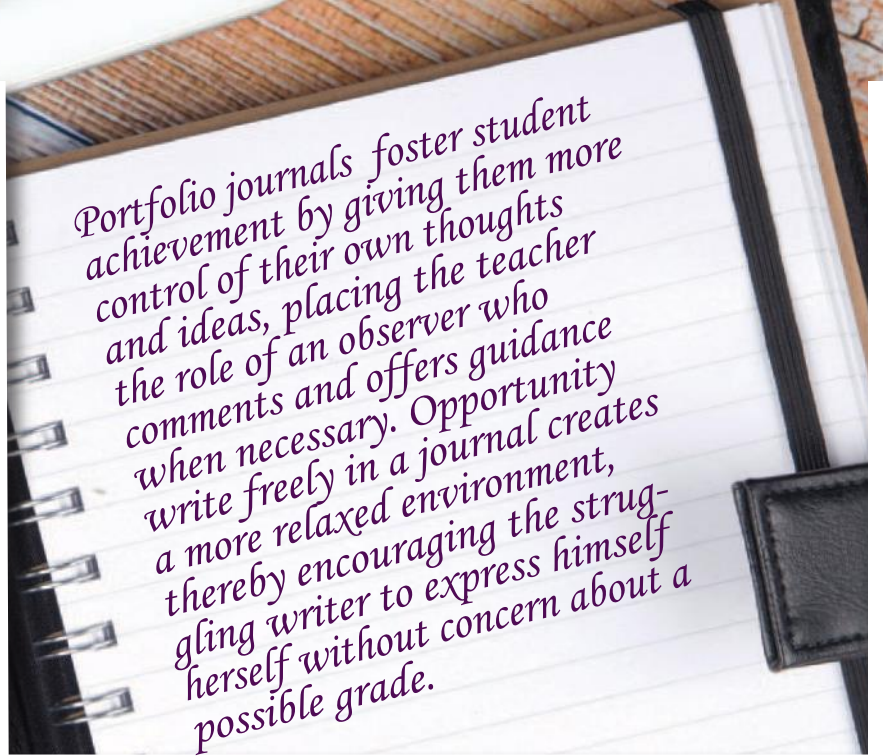 Portfolio journals foster student
achievement by giving them more
control of their own thoughts
and ideas, placing the teacher
the role of an observer who
comments and offers guidance
when necessary. Opportunity
write freely in a journal creates
a more relaxed environment,
thereby encouraging the strug-
gling writer to express himself
herself without concern about a
possible grade.